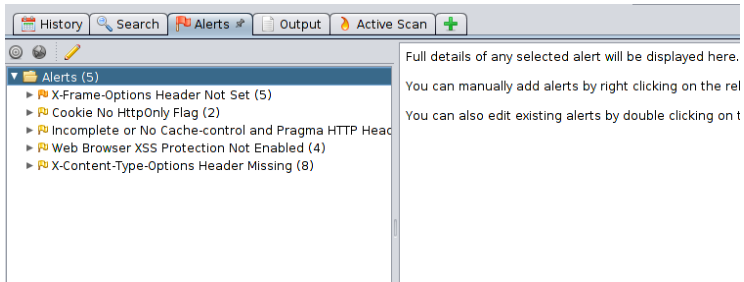 History Search Alerts Output Active Scan
Alerts (5)
X-Frame-Options Header Not Set (5)
Cookie No HttpOnly Flag (2)
Incomplete or No Cache-control and Pragma HTTP Head
Web Browser XSS Protection Not Enabled (4)
X-Content-Type-Options Header Missing (8)
Full details of any selected alert will be displayed here.
You can manually add alerts by right clicking on the rel
You can also edit existing alerts by double clicking on t